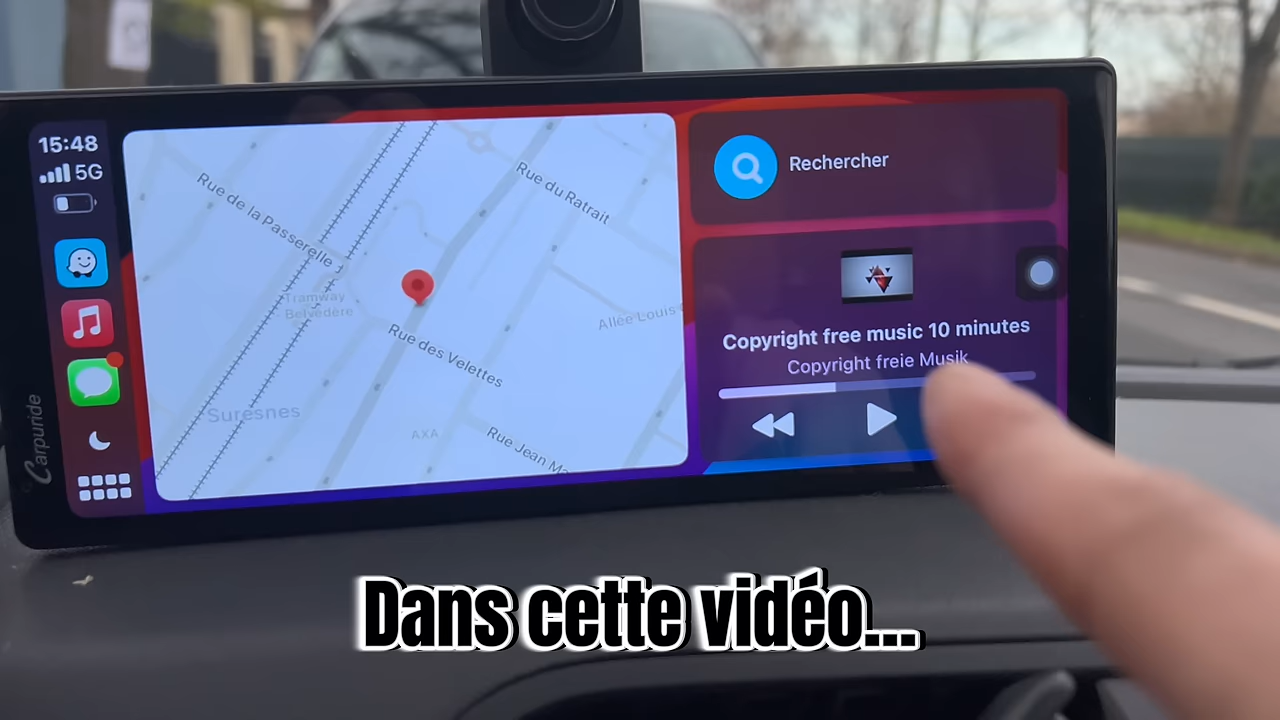 15:48
5G
Carpuride
Rue de la Passerelle
Rue du Ratrait
Tramway
Belvédère
Allée Louis
Rue des Velettes
Suresnes
AXA
Rue Jean Ma
Rechercher
Copyright free music 10 minutes
Copyright freie Musik
Dans cette vidéo...